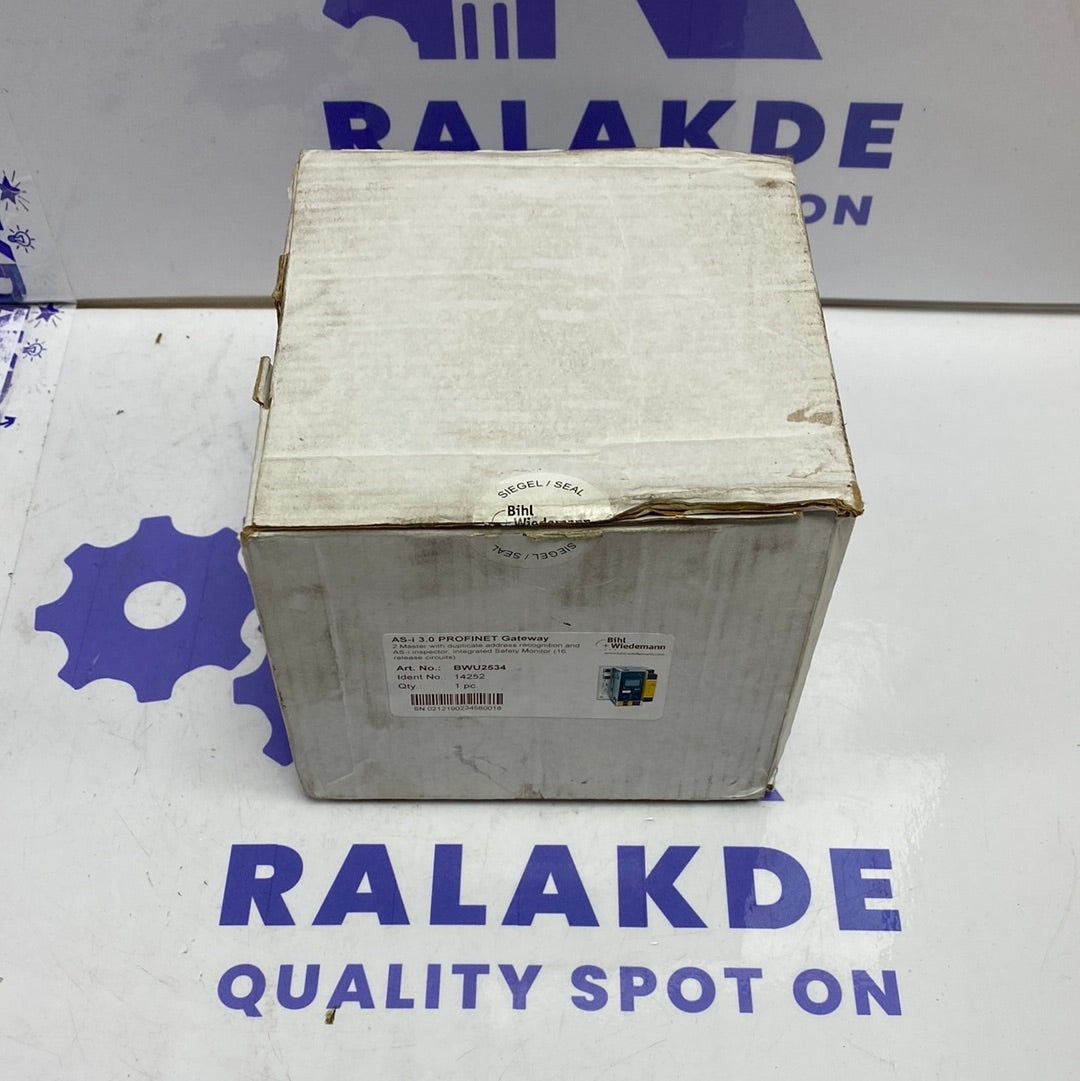 RALAKDE
ON
SIEGEL / SEAL
Bihl
+ Wiedemann
SIEGEL / SEAL
AS-i 3.0 PROFINET Gateway
2 Master with duplicate address recognition and
AS-i inspector, integrated Safety Monitor (16
release circuits)
Art. No.: BWU2534
Ident No. 14252
Qty 1 pc.
Bihl
+ Wiedemann
RALAKDE
QUALITY SPOT ON